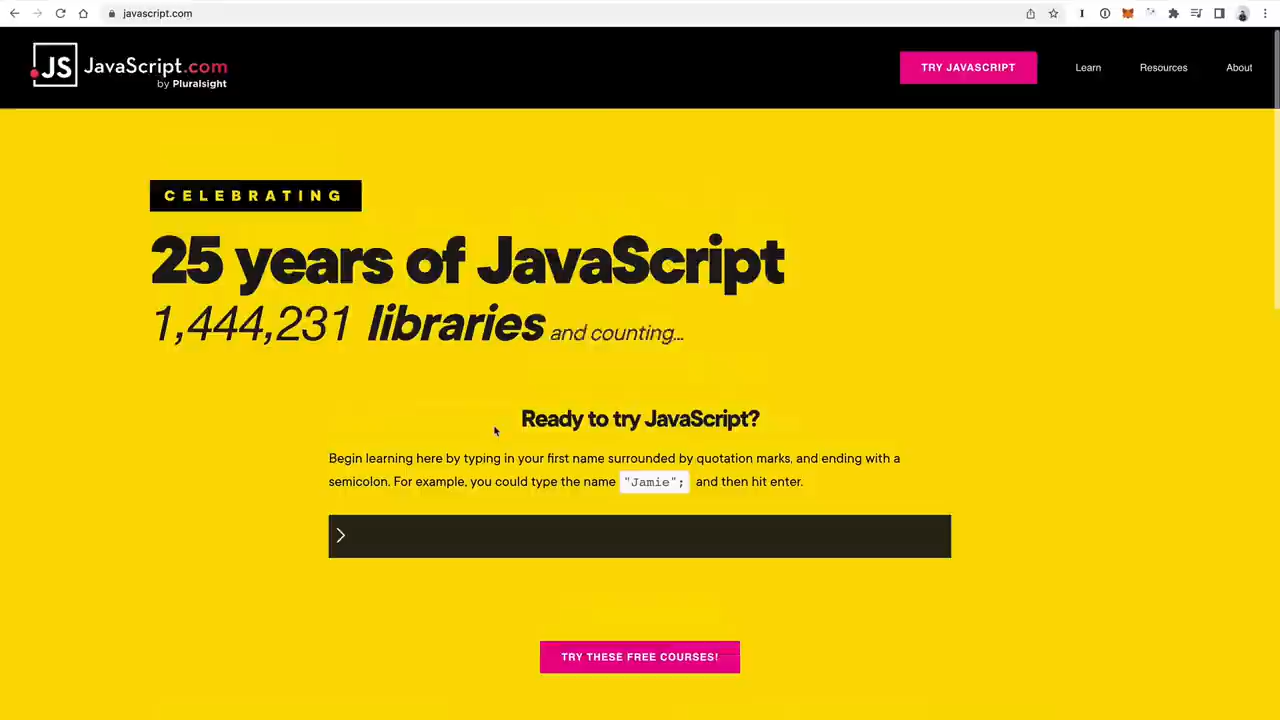 javascript.com
JS JavaScript.com
by Pluralsight
TRY JAVASCRIPT
Learn
Resources
About
CELEBRATING
25 years of JavaScript
1,444,231 libraries and counting...
Ready to try JavaScript?
Begin learning here by typing in your first name surrounded by quotation marks, and ending with a
semicolon. For example, you could type the name "Jamie"; and then hit enter.
>
TRY THESE FREE COURSES!